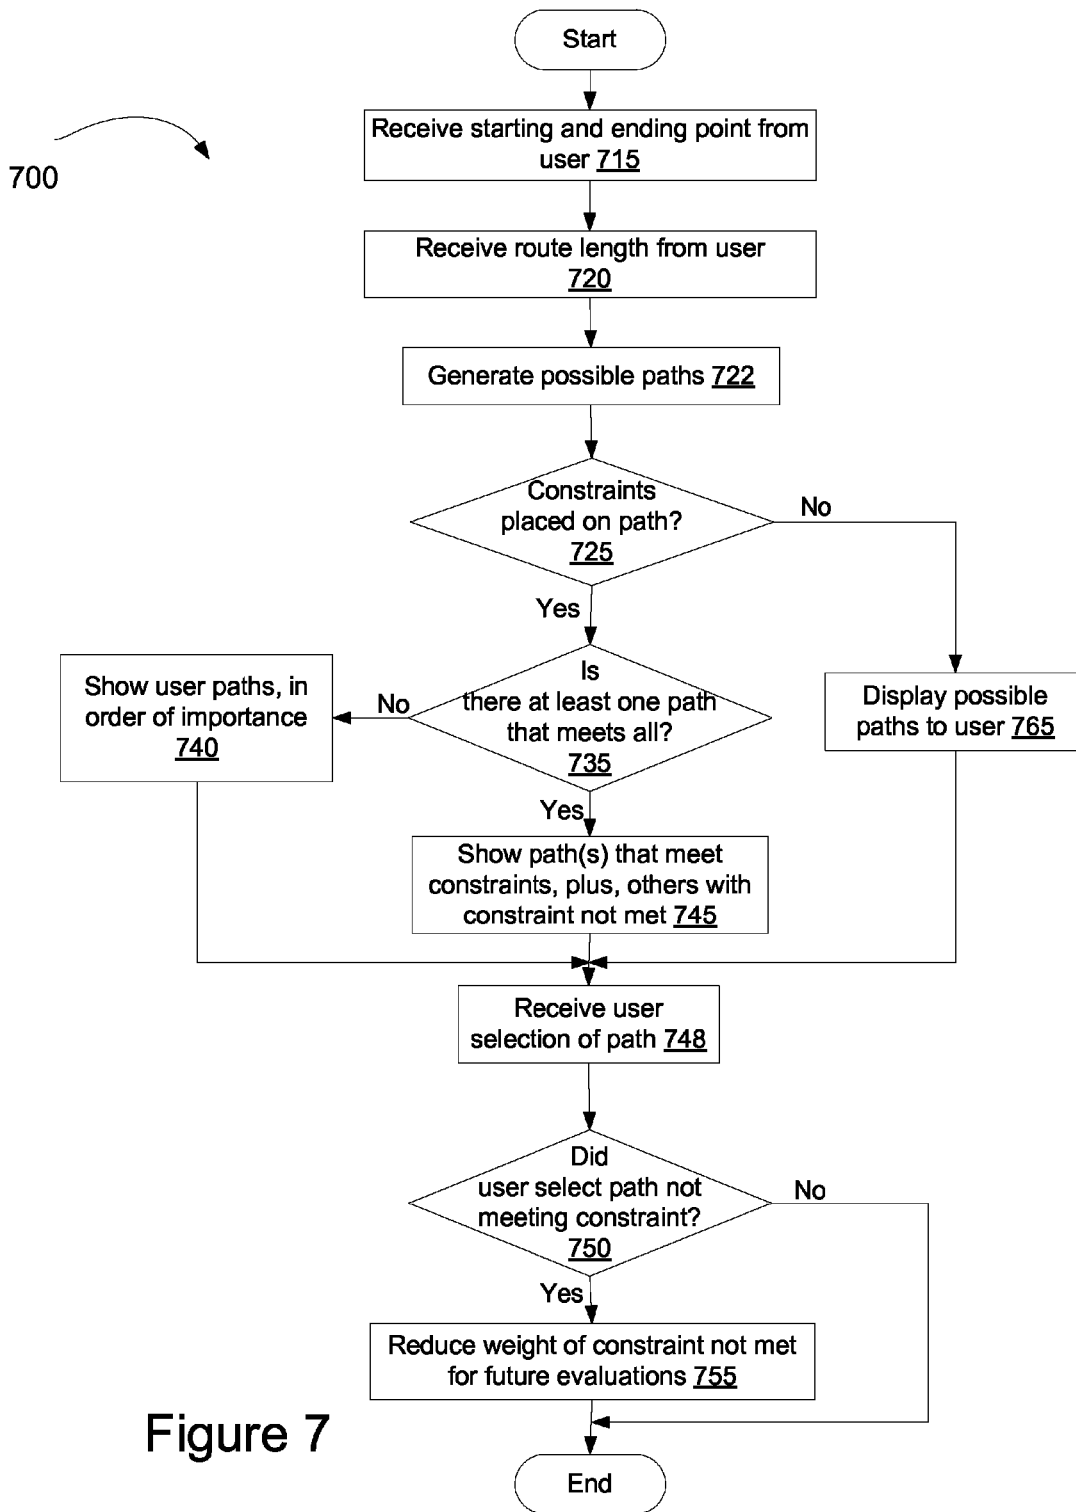 Start
700
Receive starting and ending point from
user 715
Receive route length from user
720
Generate possible paths 722
Constraints
placed on path?
725
No
Yes
Is
there at least one path
that meets all?
735
No
Show user paths, in
order of importance
740
Display possible
paths to user 765
Yes
Show path(s) that meet
constraints, plus, others with
constraint not met 745
Receive user
selection of path 748
Did
user select path not
meeting constraint?
750
No
Yes
Reduce weight of constraint not met
for future evaluations 755
Figure 7
End